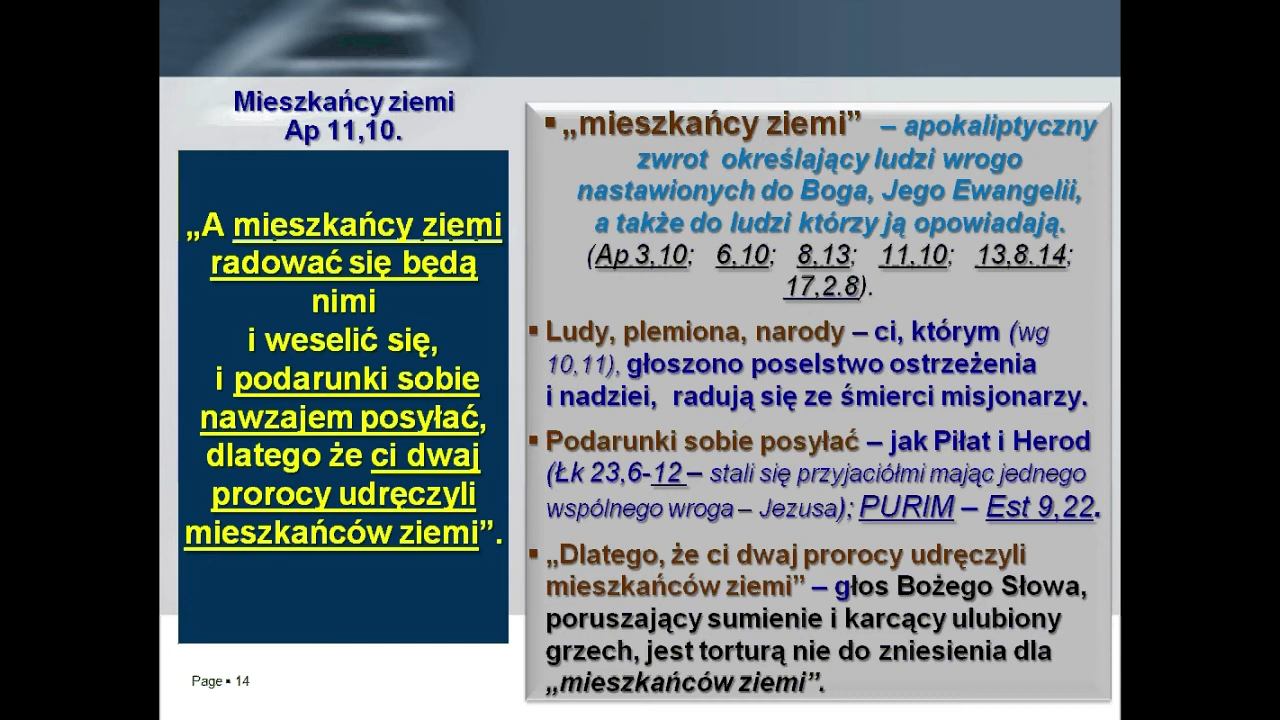 Mieszkańcy ziemi
Ap 11,10.
„A mieszkańcy ziemi
radować się będą
nimi
i weselić się,
i podarunki sobie
nawzajem posyłać,
dlatego że ci dwaj
prorocy udręczyli
mieszkańców ziemi”.
▪ „mieszkańcy ziemi” – apokaliptyczny
zwrot określający ludzi wrogo
nastawionych do Boga, Jego Ewangelii,
a także do ludzi którzy ją opowiadają.
(Ap 3,10; 6,10; 8,13; 11,10; 13,8.14;
17,2.8).
▪ Ludy, plemiona, narody – ci, którym (wg
10,11), głoszono poselstwo ostrzeżenia
i nadziei, radują się ze śmierci misjonarzy.
▪ Podarunki sobie posyłać – jak Piłat i Herod
(Łk 23,6-12 – stali się przyjaciółmi mając jednego
wspólnego wroga – Jezusa); PURIM – Est 9,22.
▪ „Dlatego, że ci dwaj prorocy udręczyli
mieszkańców ziemi” – głos Bożego Słowa,
poruszający sumienie i karcący ulubiony
grzech, jest torturą nie do zniesienia dla
„mieszkańców ziemi”.
Page ▪ 14